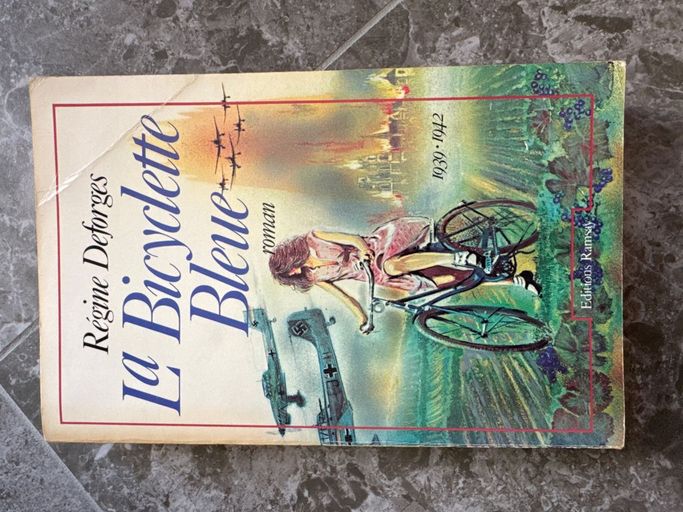 Régine Deforges
La Bicyclette
Bleue
roman
1939 • 1942
Editions Ramsay